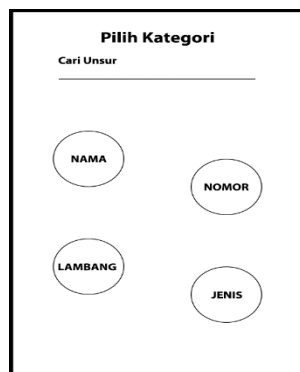 Pilih Kategori
Cari Unsur
NAMA
NOMOR
LAMBANG
JENIS